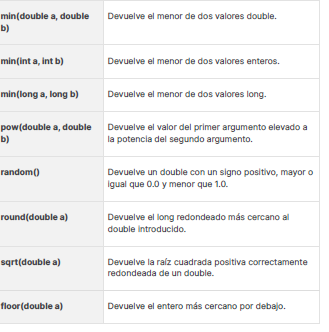 min(double a, double
b)
Devuelve el menor de dos valores double.
min(int a, int b)
Devuelve el menor de dos valores enteros.
min(long a, long b)
Devuelve el menor de dos valores long.
pow(double a, double
b)
Devuelve el valor del primer argumento elevado a
la potencia del segundo argumento.
random()
Devuelve un double con un signo positivo, mayor o
igual que 0.0 y menor que 1.0.
round(double a)
Devuelve el long redondeado más cercano al
double introducido.
sqrt(double a)
Devuelve la raíz cuadrada positiva correctamente
redondeada de un double.
floor(double a)
Devuelve el entero más cercano por debajo.